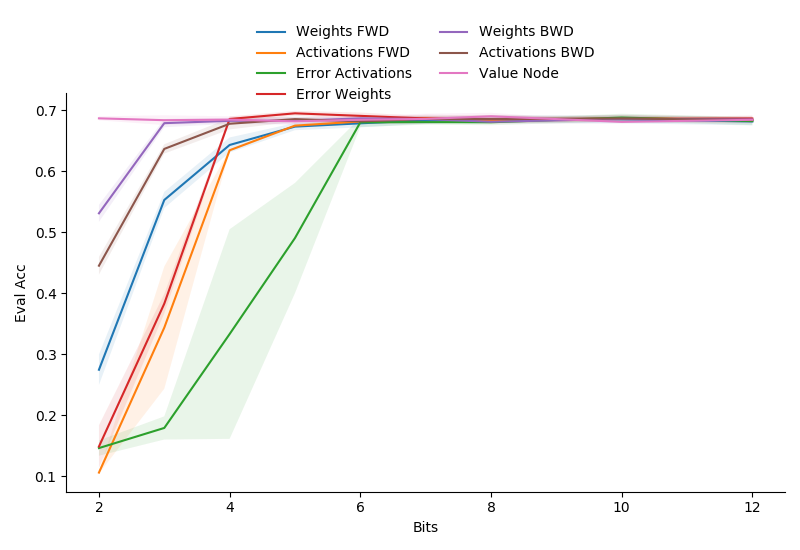 Weights FWD
Activations FWD
Error Activations
Error Weights
Weights BWD
Activations BWD
Value Node
0.7
0.6
0.5
0.4
0.3
0.2
0.1
Eval Acc
2 4 6 8 10 12
Bits